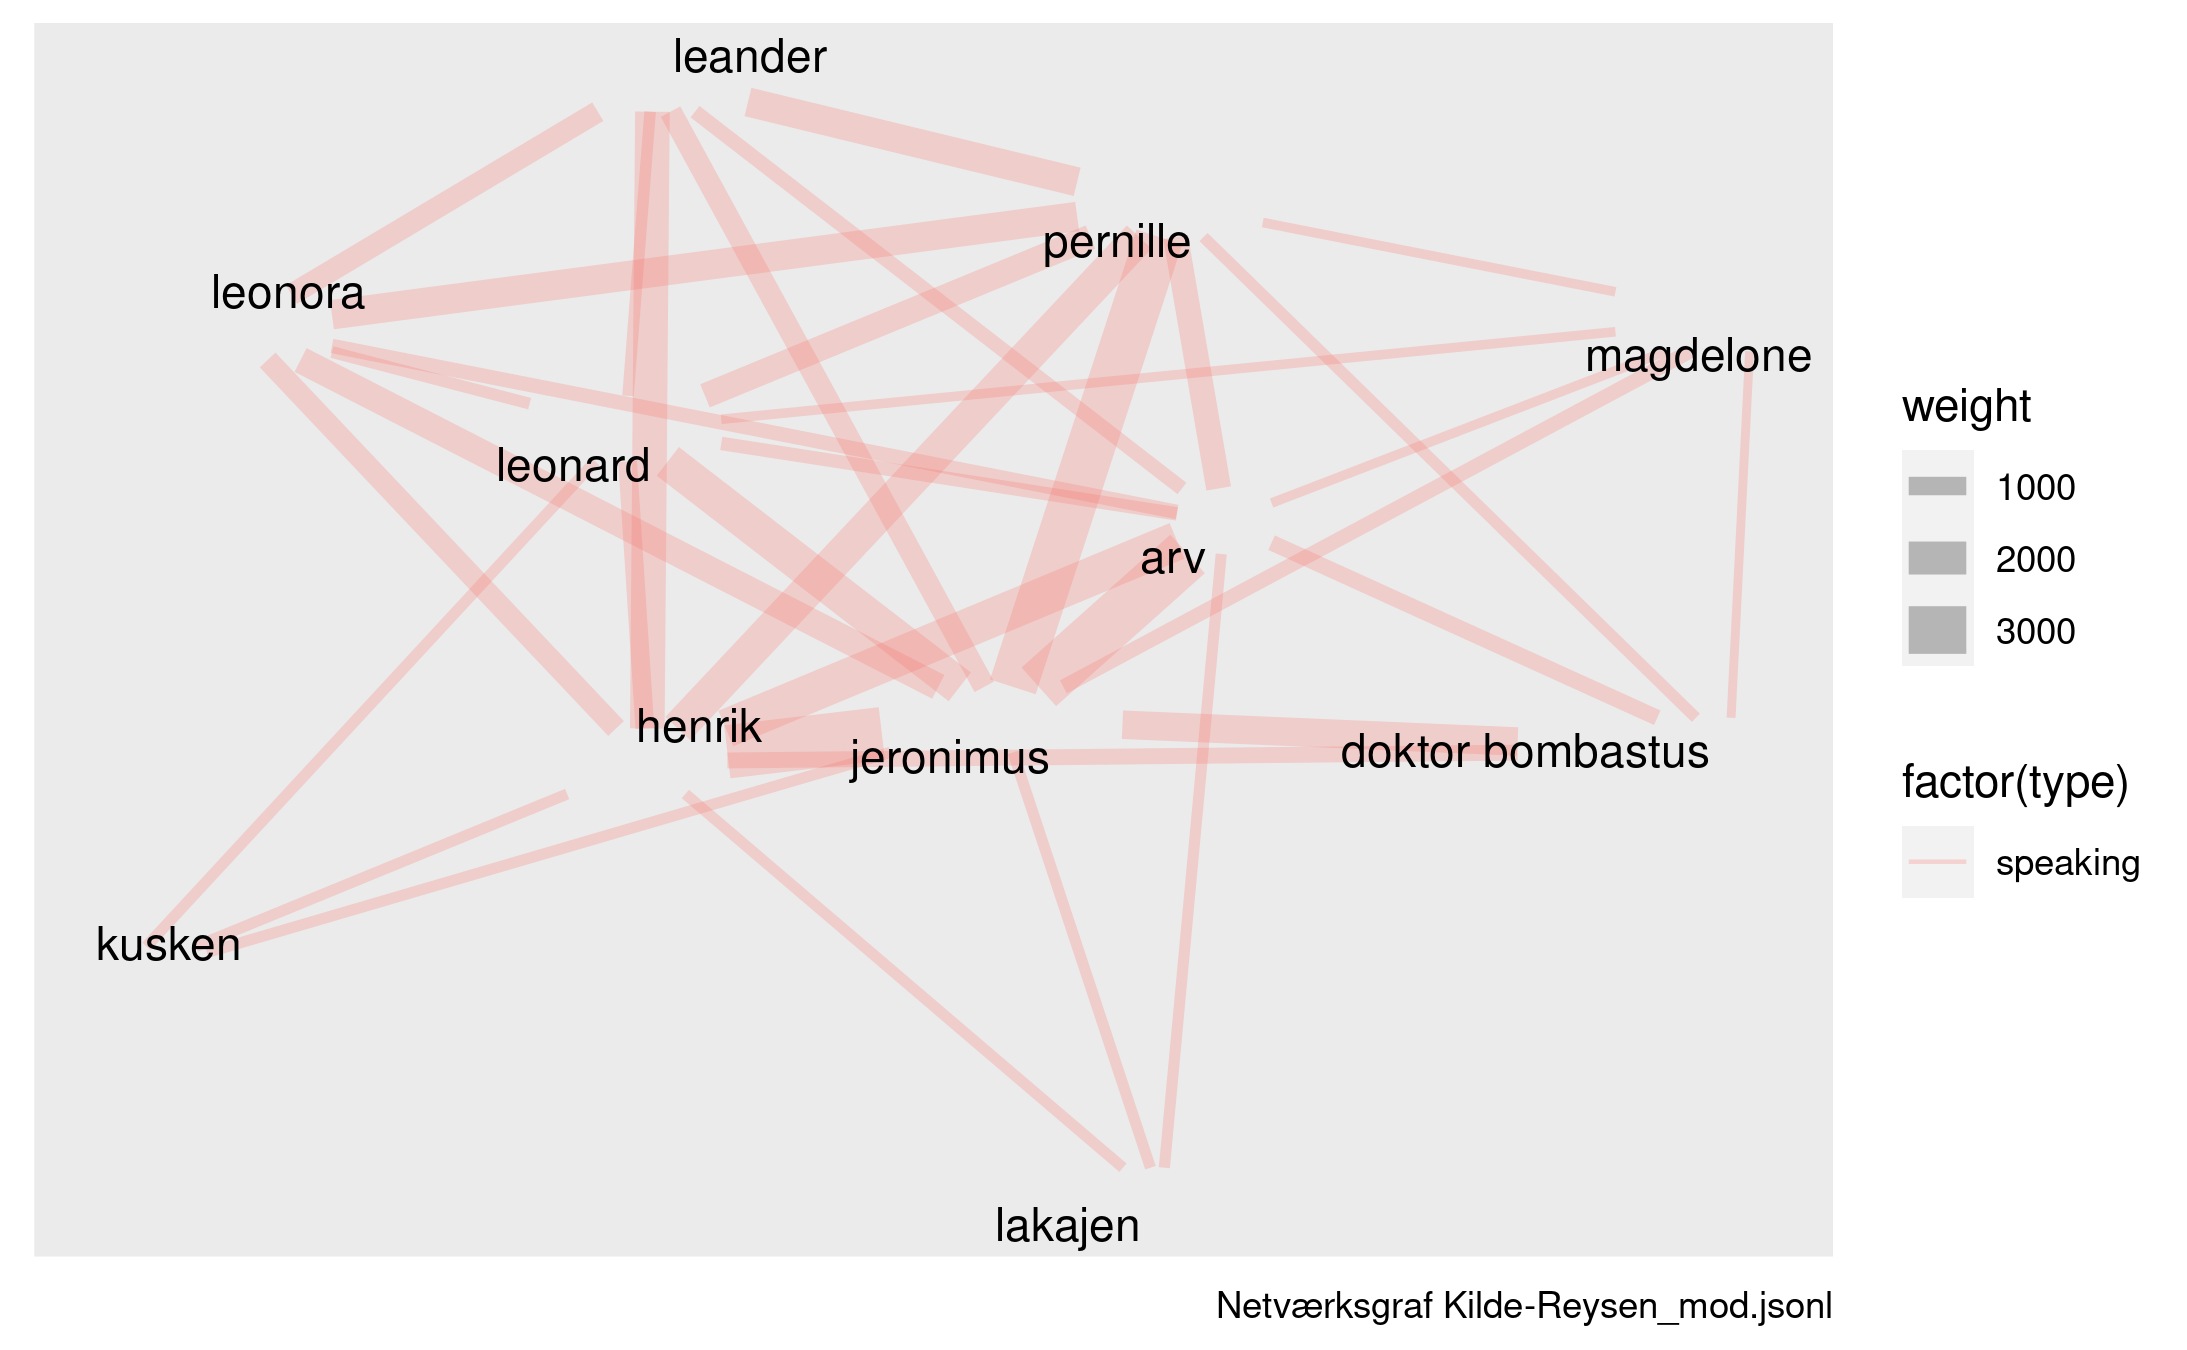 leander
pernille
leonora
magdelone
leonard
arv
henrik
jeronimus
doktor bombastus
kusken
lakajen
weight
1000
2000
3000
factor(type)
speaking
Netværksgraf Kilde-Reysen_mod.jsonl